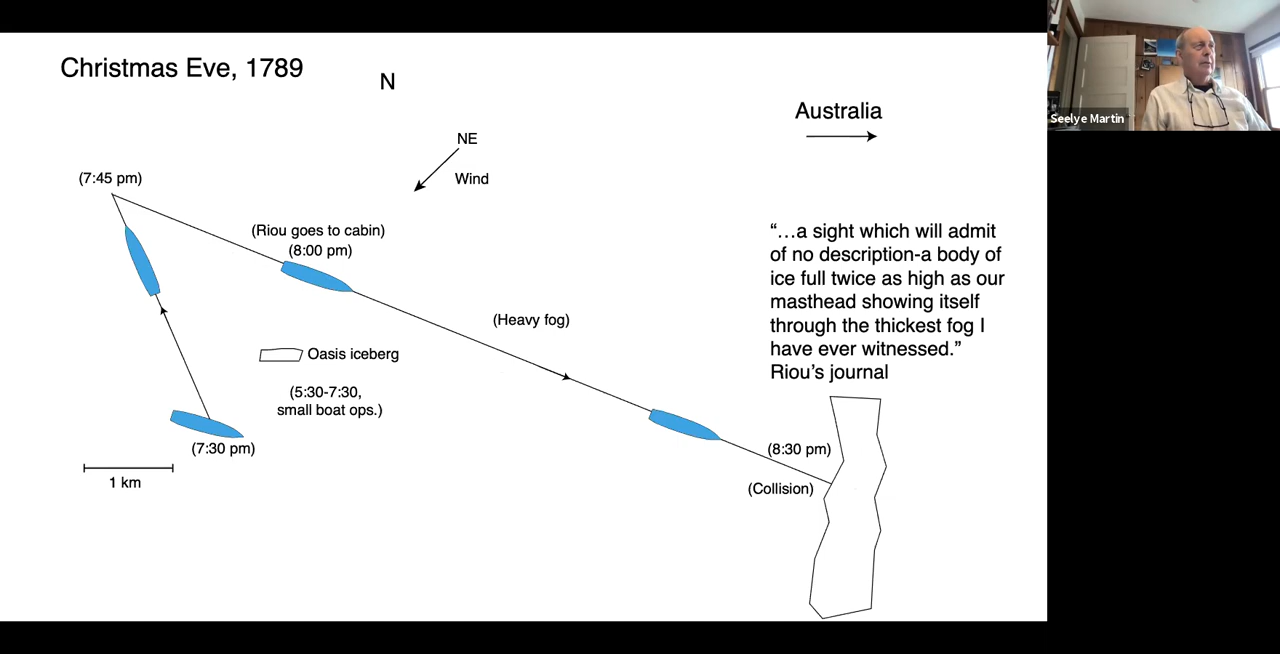 Christmas Eve, 1789
N
Australia
NE
Wind
(7:45 pm)
(Riou goes to cabin)
(8:00 pm)
(Heavy fog)
Oasis iceberg
(5:30-7:30,
small boat ops.)
(7:30 pm)
1 km
“…a sight which will admit
of no description-a body of
ice full twice as high as our
masthead showing itself
through the thickest fog I
have ever witnessed.”
Riou’s journal
(8:30 pm)
(Collision)
Seelye Martin